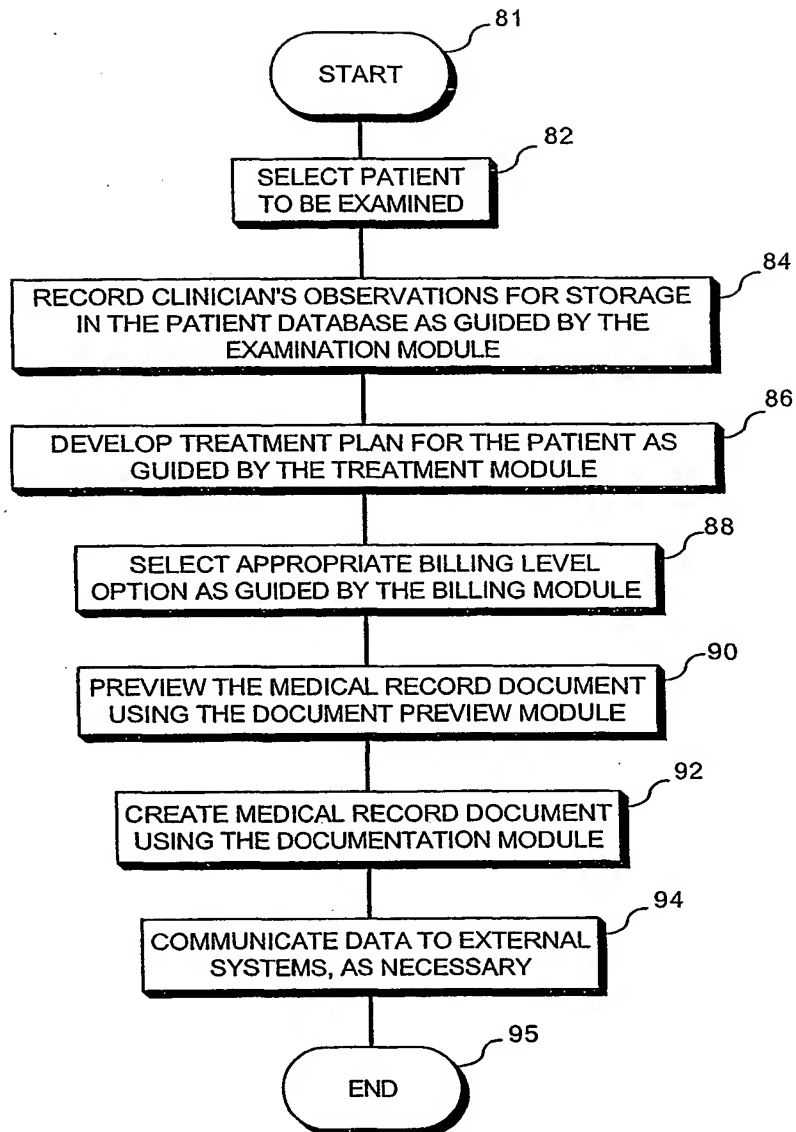 81
START
82
SELECT PATIENT
TO BE EXAMINED
84
RECORD CLINICIAN'S OBSERVATIONS FOR STORAGE
IN THE PATIENT DATABASE AS GUIDED BY THE
EXAMINATION MODULE
86
DEVELOP TREATMENT PLAN FOR THE PATIENT AS
GUIDED BY THE TREATMENT MODULE
88
SELECT APPROPRIATE BILLING LEVEL
OPTION AS GUIDED BY THE BILLING MODULE
90
PREVIEW THE MEDICAL RECORD DOCUMENT
USING THE DOCUMENT PREVIEW MODULE
92
CREATE MEDICAL RECORD DOCUMENT
USING THE DOCUMENTATION MODULE
94
COMMUNICATE DATA TO EXTERNAL
SYSTEMS, AS NECESSARY
95
END